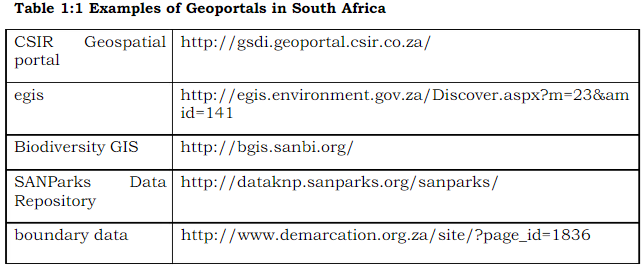 Table 1:1 Examples of Geoportals in South Africa
CSIR Geospatial portal
http://gsdi.geoportal.csir.co.za/
egis
http://egis.environment.gov.za/Discover.aspx?m=23&am
id=141
Biodiversity GIS
http://bgis.sanbi.org/
SANParks Data Repository
http://dataknp.sanparks.org/sanparks/
boundary data
http://www.demarcation.org.za/site/?page_id=1836